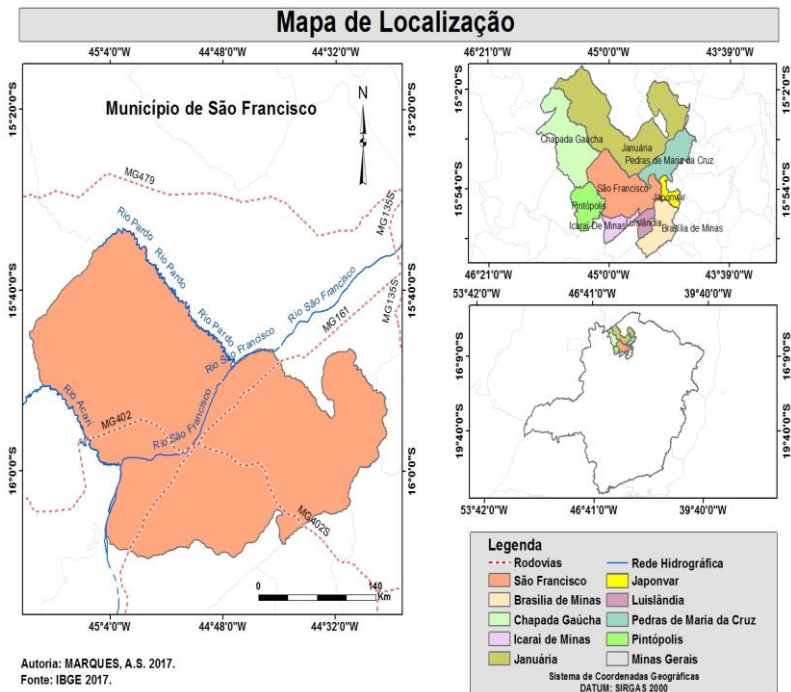 Mapa de Localização
45°4'0"W 44°48'0"W 44°32'0"W
Município de São Francisco
N
15°20'0"S
15°20'0"S
MG479
MG135S
Rio Pardo
Rio Pardo
Rio Pardo
Rio São Francisco
Rio São Francisco
MG161
MG135S
15°40'0"S
15°40'0"S
Rio Acari
MG402
Rio São Francisco
Rio São Francisco
MG402S
16°0'0"S
16°0'0"S
0 140
Km
45°4'0"W 44°48'0"W 44°32'0"W
Autoria: MARQUES, A.S. 2017.
Fonte: IBGE 2017.
46°21'0"W 45°0'0"W 43°39'0"W
15°2'0"S
15°2'0"S
Chapada Gaúcha
Januária
Pedras de Maria da Cruz
São Francisco
Japonvar
Pintópolis
Luislândia
Icaraí De Minas
Brasília de Minas
15°54'0"S
15°54'0"S
46°21'0"W 45°0'0"W 43°39'0"W
53°42'0"W 46°41'0"W 39°40'0"W
16°9'0"S
16°9'0"S
19°40'0"S
19°40'0"S
53°42'0"W 46°41'0"W 39°40'0"W
Legenda
Rodovias Rede Hidrográfica
São Francisco Japonvar
Brasilia de Minas Luislândia
Chapada Gaúcha Pedras de Maria da Cruz
Icaraí de Minas Pintópolis
Januária Minas Gerais
Sistema de Coordenadas Geográficas
DATUM: SIRGAS 2000